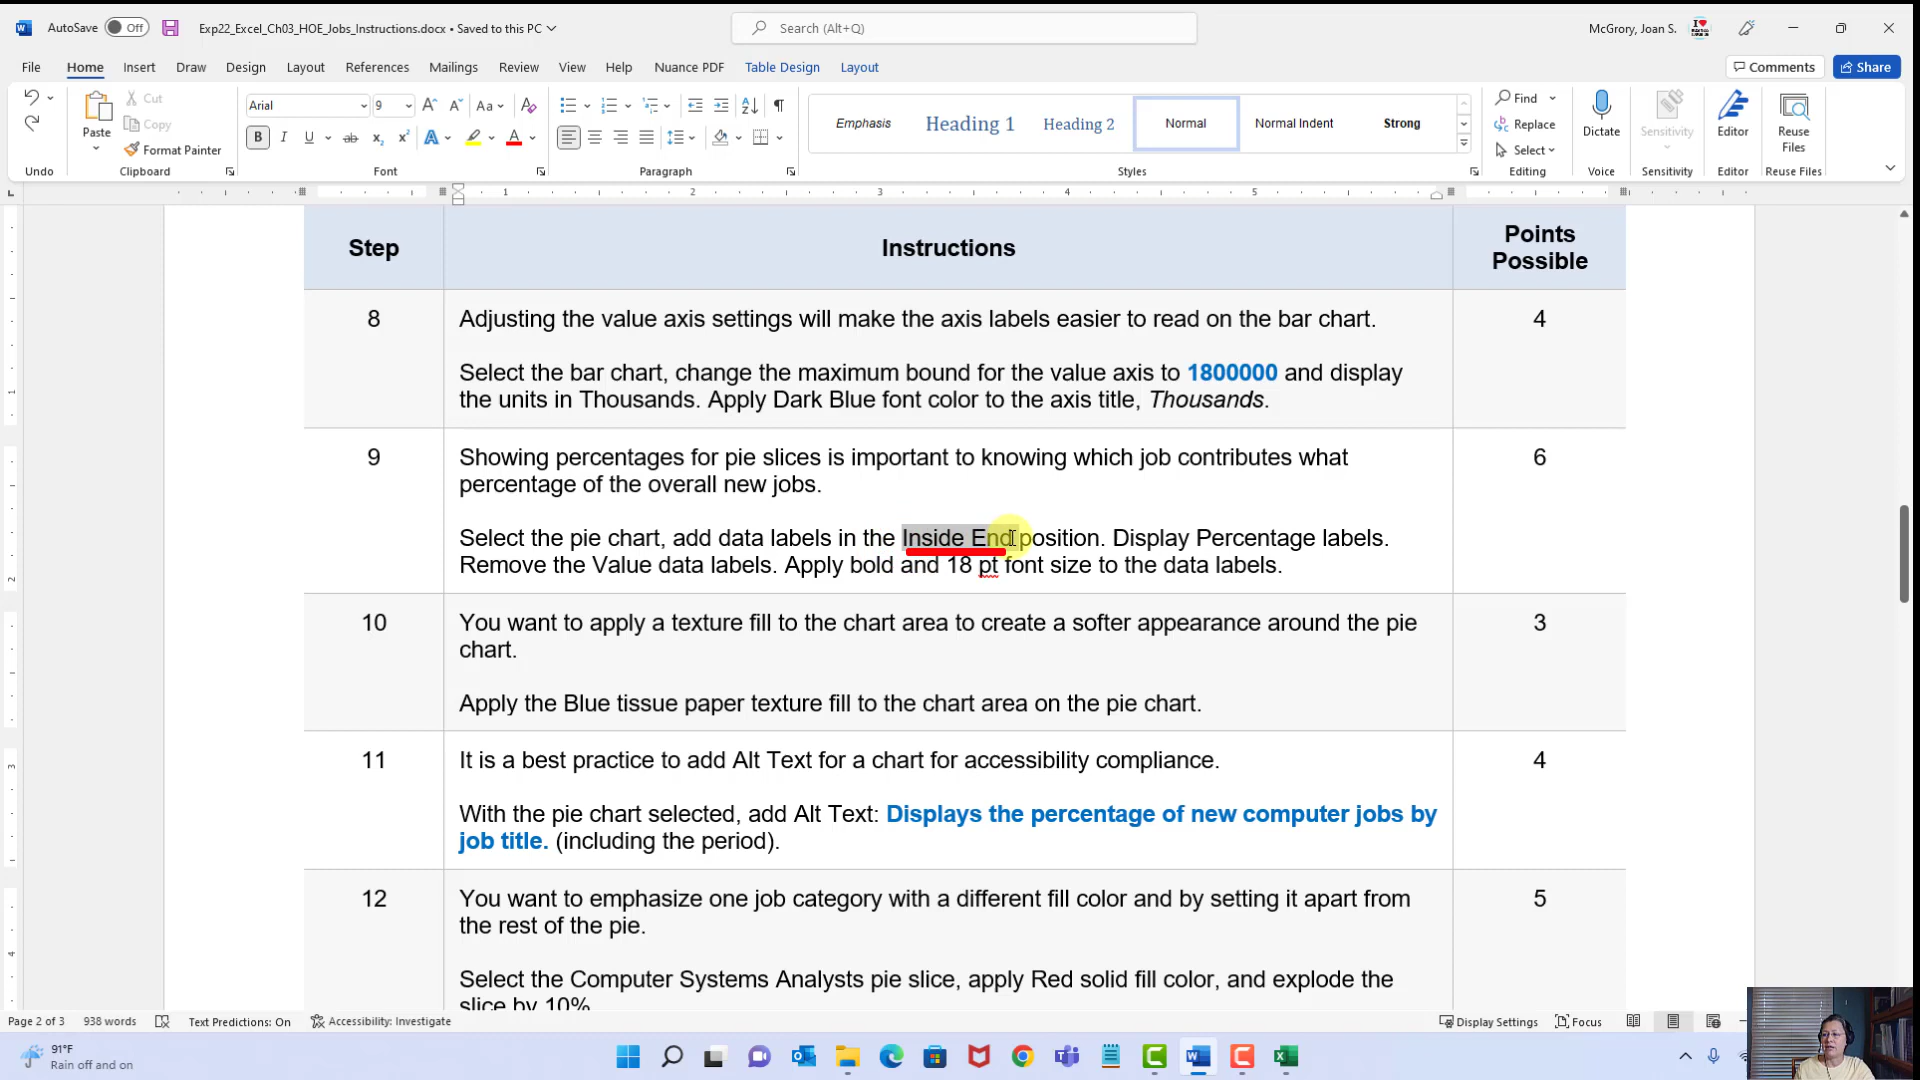 AutoSave Off Exp22_Excel_Ch03_HOE_Jobs_Instructions.docx • Saved to this PC Search (Alt+Q) McGrory, Joan S.
File Home Insert Draw Design Layout References Mailings Review View Help Nuance PDF Table Design Layout Comments Share
Paste Cut Copy Format Painter
Arial 9
Emphasis Heading 1 Heading 2 Normal Normal Indent Strong
Find Replace Select Dictate Sensitivity Editor Reuse Files
Undo Clipboard Font Paragraph Styles Editing Voice Sensitivity Editor Reuse Files
1 2 3 4 5
Step Instructions Points Possible
8 Adjusting the value axis settings will make the axis labels easier to read on the bar chart. 4
Select the bar chart, change the maximum bound for the value axis to 1800000 and display
the units in Thousands. Apply Dark Blue font color to the axis title, Thousands.
9 Showing percentages for pie slices is important to knowing which job contributes what 6
percentage of the overall new jobs.
Select the pie chart, add data labels in the Inside End position. Display Percentage labels.
Remove the Value data labels. Apply bold and 18 pt font size to the data labels.
10 You want to apply a texture fill to the chart area to create a softer appearance around the pie 3
chart.
Apply the Blue tissue paper texture fill to the chart area on the pie chart.
11 It is a best practice to add Alt Text for a chart for accessibility compliance. 4
With the pie chart selected, add Alt Text: Displays the percentage of new computer jobs by
job title. (including the period).
12 You want to emphasize one job category with a different fill color and by setting it apart from 5
the rest of the pie.
Select the Computer Systems Analysts pie slice, apply Red solid fill color, and explode the
slice by 10%
Page 2 of 3 938 words Text Predictions: On Accessibility: Investigate Display Settings Focus
91°F
Rain off and on